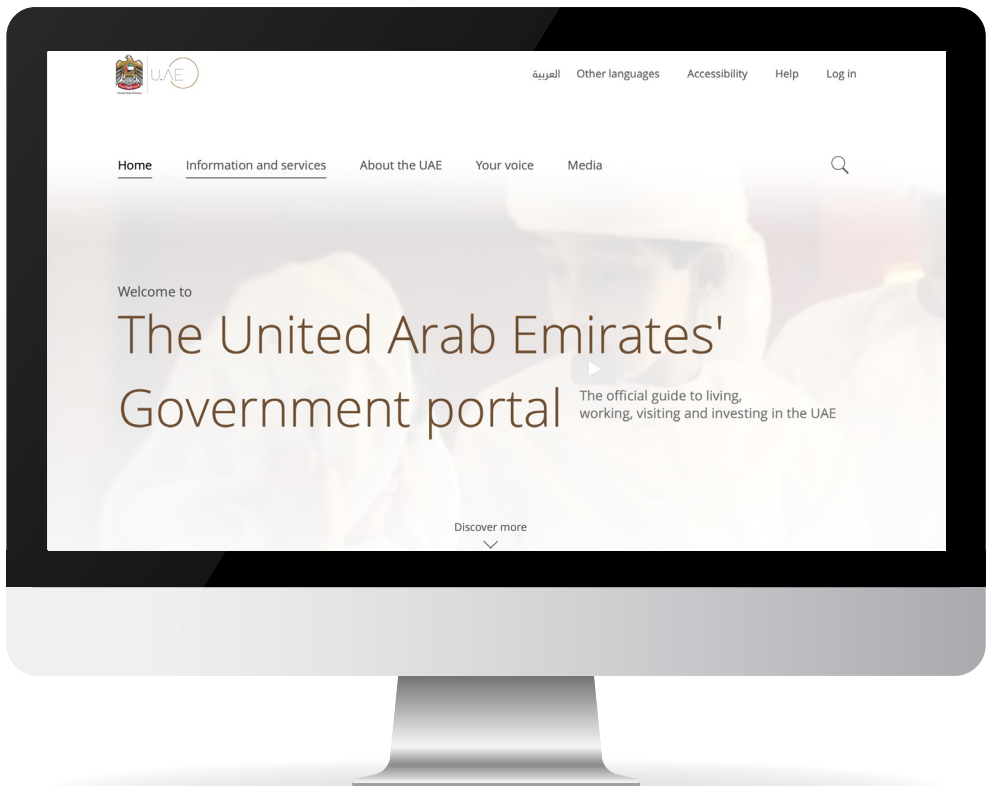 U.AE
العربية
Other languages
Accessibility
Help
Log in
Home
Information and services
About the UAE
Your voice
Media
Welcome to
The United Arab Emirates'
Government portal
The official guide to living,
working, visiting and investing in the UAE
Discover more